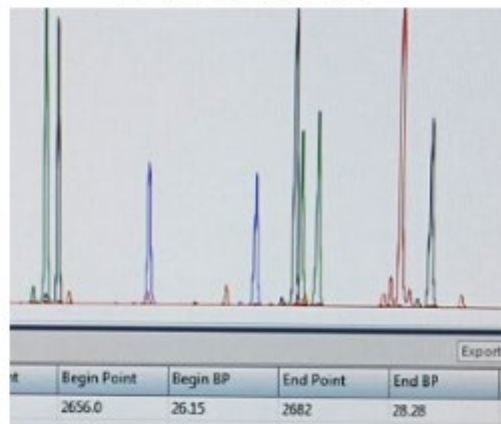 Export
Begin Point Begin BP End Point End BP
2656.0 26.15 2682 28.28